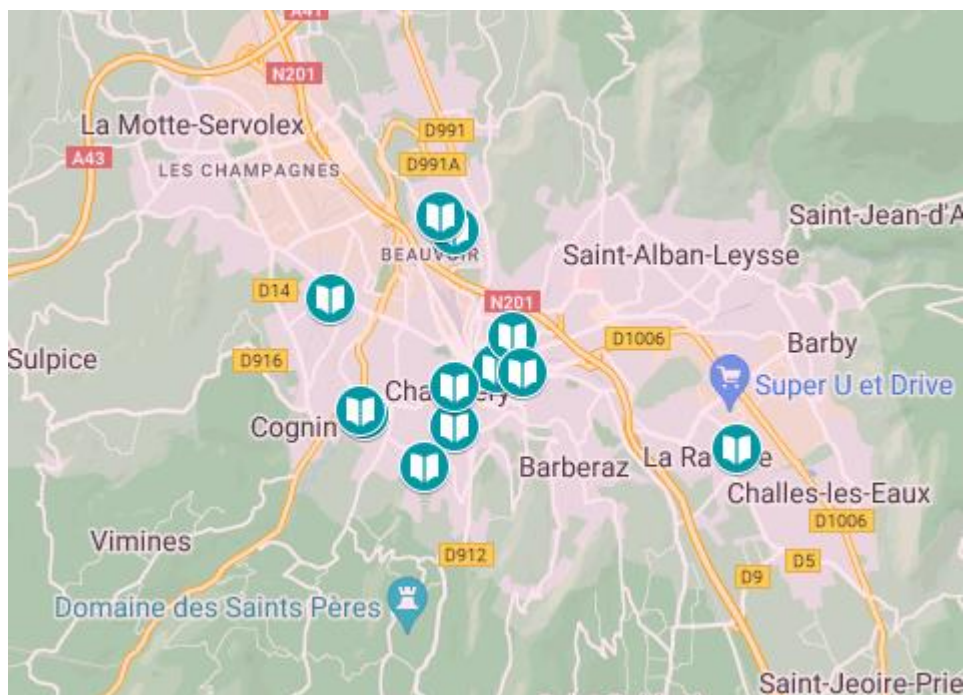 A41
N201
La Motte-Servolex
D991
A43
D991A
LES CHAMPAGNES
Saint-Jean-d'A
BEAUVOIR
Saint-Alban-Leysse
D14
N201
D1006
Barby
Sulpice
D916
Super U et Drive
Cognin
Barberaz
La Ra
Challes-les-Eaux
D1006
Vimines
D912
D5
D9
Domaine des Saints Pères
Saint-Jeoire-Prie